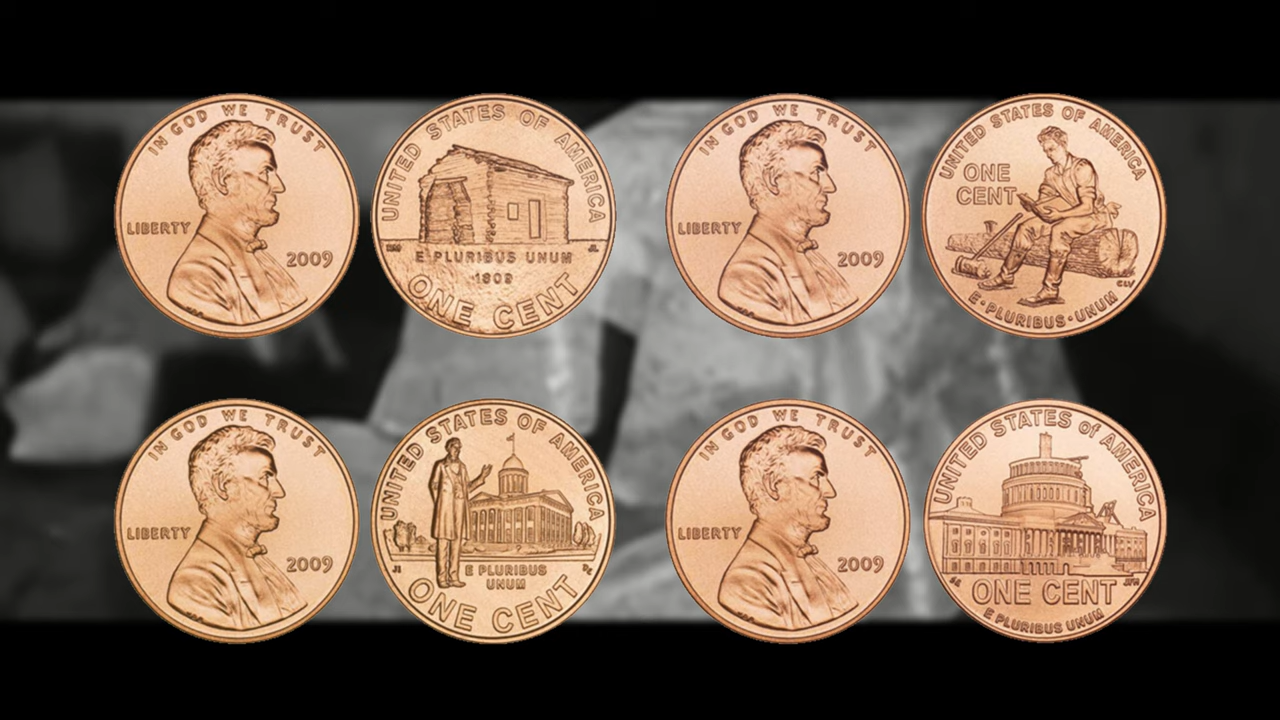 IN GOD WE TRUST
LIBERTY
2009
UNITED STATES OF AMERICA
E PLURIBUS UNUM
1809
ONE CENT
IN GOD WE TRUST
LIBERTY
2009
UNITED STATES OF AMERICA
ONE
CENT
CLV
E·PLURIBUS·UNUM
IN GOD WE TRUST
LIBERTY
2009
UNITED STATES OF AMERICA
JI
E PLURIBUS
UNUM
ONE CENT
IN GOD WE TRUST
LIBERTY
2009
UNITED STATES of AMERICA
JFM
ONE CENT
E PLURIBUS UNUM